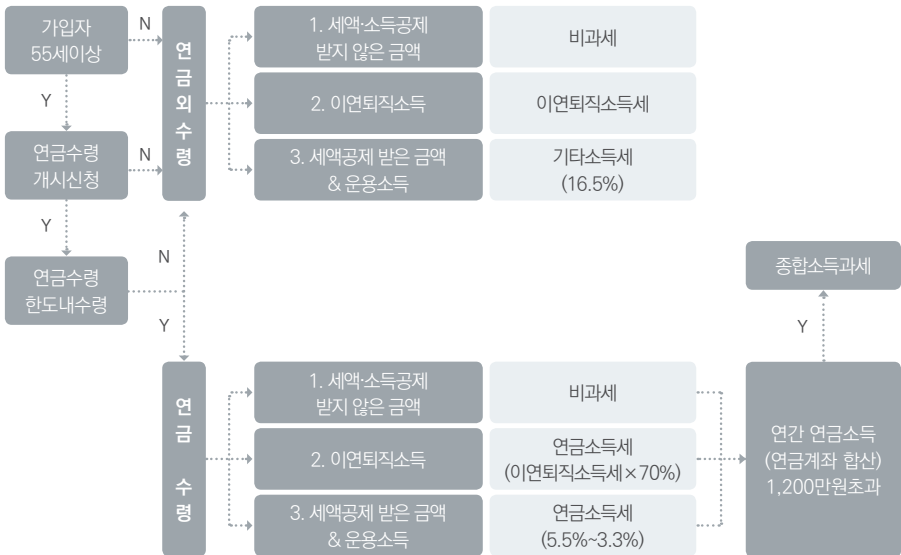 가입자
55세이상
N
Y
연금수령
개시신청
N
Y
연금수령
한도내수령
N
Y
연금외수령
1. 세액·소득공제
받지 않은 금액
비과세
2. 이연퇴직소득
이연퇴직소득세
3. 세액공제 받은 금액
& 운용소득
기타소득세
(16.5%)
연금 수령
1. 세액·소득공제
받지 않은 금액
비과세
2. 이연퇴직소득
연금소득세
(이연퇴직소득세×70%)
3. 세액공제 받은 금액
& 운용소득
연금소득세
(5.5%~3.3%)
종합소득과세
Y
연간 연금소득
(연금계좌 합산)
1,200만원초과